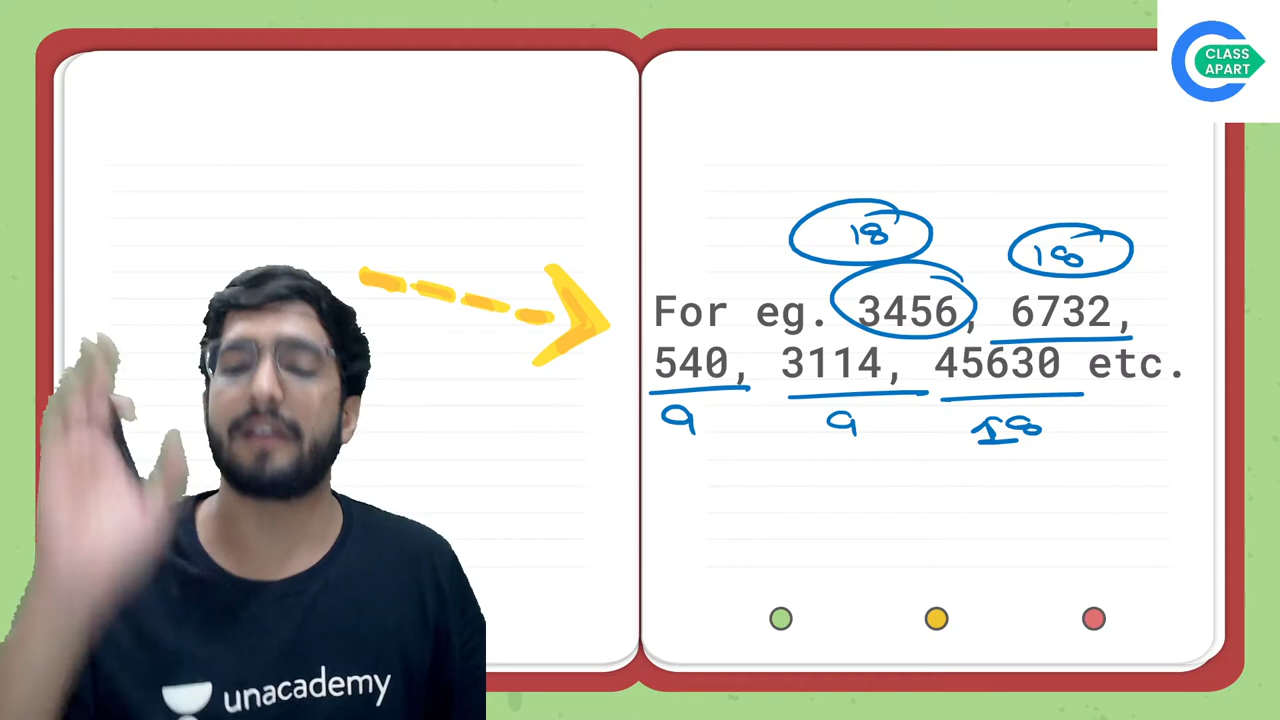 CLASS
APART
18 18
For eg. 3456, 6732,
540, 3114, 45630 etc.
9 9 18
unacademy